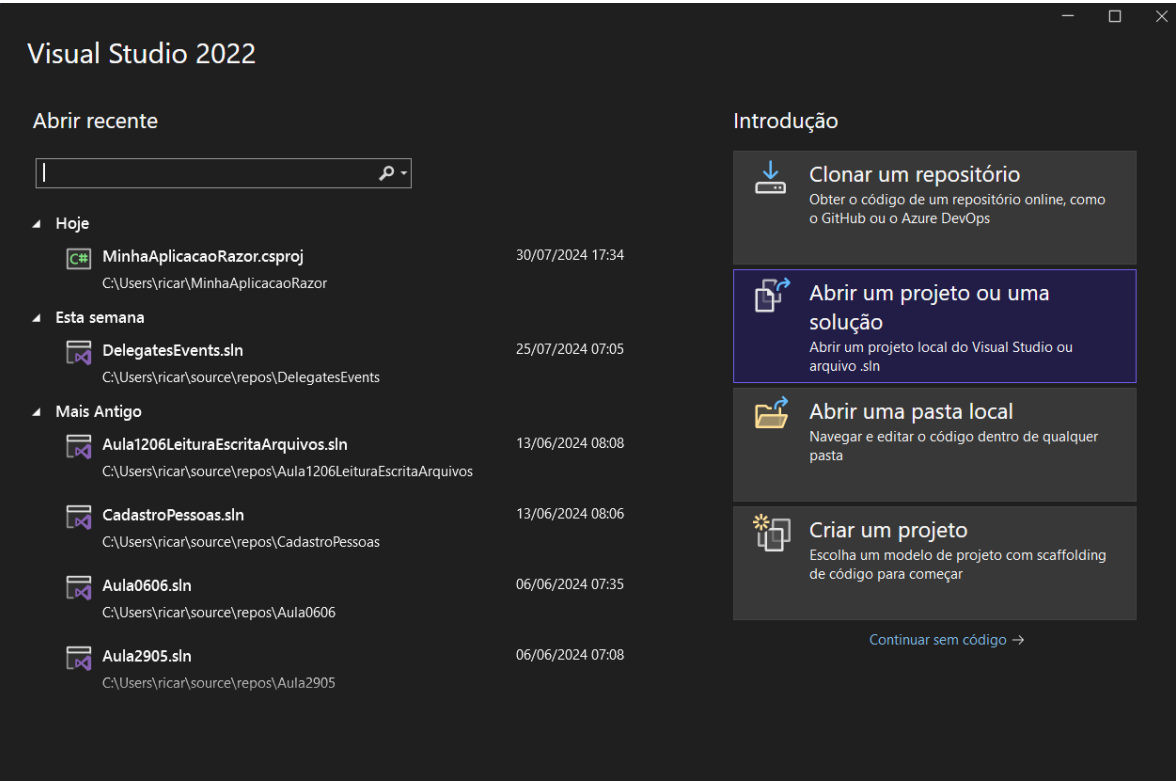 Visual Studio 2022
Abrir recente
Hoje
MinhaAplicacaoRazor.csproj 30/07/2024 17:34
C:\Users\ricar\MinhaAplicacaoRazor
Esta semana
DelegatesEvents.sln 25/07/2024 07:05
C:\Users\ricar\source\repos\DelegatesEvents
Mais Antigo
Aula1206LeituraEscritaArquivos.sln 13/06/2024 08:08
C:\Users\ricar\source\repos\Aula1206LeituraEscritaArquivos
CadastroPessoas.sln 13/06/2024 08:06
C:\Users\ricar\source\repos\CadastroPessoas
Aula0606.sln 06/06/2024 07:35
C:\Users\ricar\source\repos\Aula0606
Aula2905.sln 06/06/2024 07:08
C:\Users\ricar\source\repos\Aula2905
Introdução
Clonar um repositório
Obter o código de um repositório online, como
o GitHub ou o Azure DevOps
Abrir um projeto ou uma
solução
Abrir um projeto local do Visual Studio ou
arquivo .sln
Abrir uma pasta local
Navegar e editar o código dentro de qualquer
pasta
Criar um projeto
Escolha um modelo de projeto com scaffolding
de código para começar
Continuar sem código →